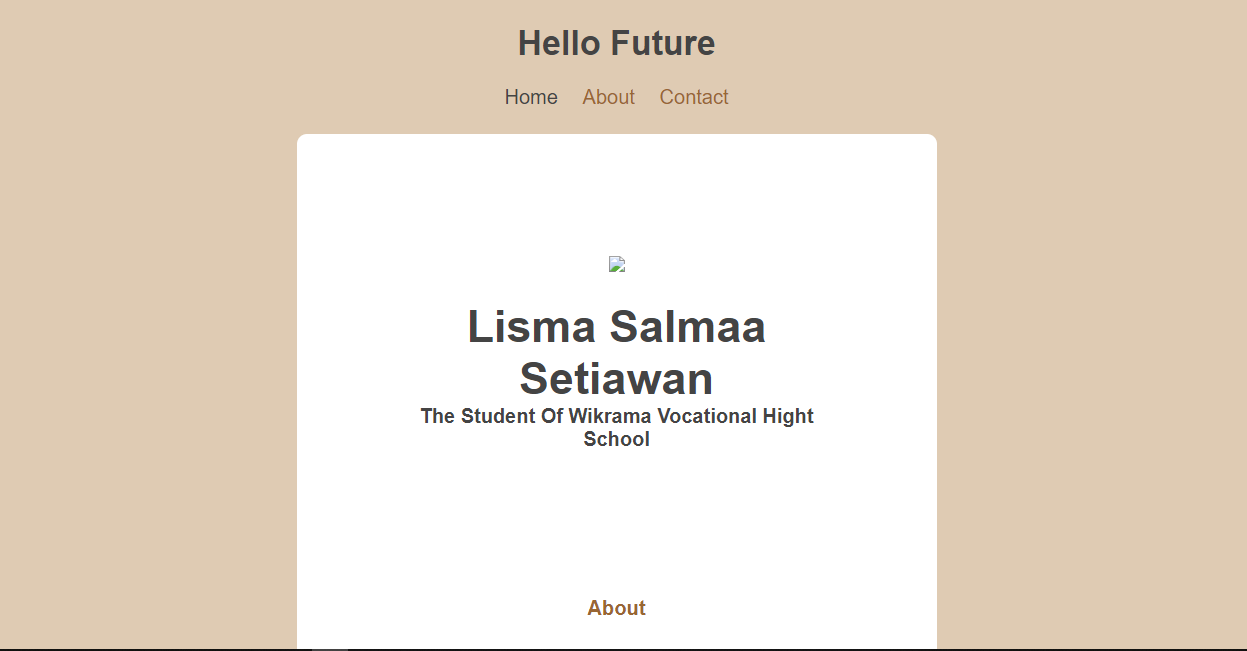 Hello Future
Home About Contact
Lisma Salmaa
Setiawan
The Student Of Wikrama Vocational Hight
School
About